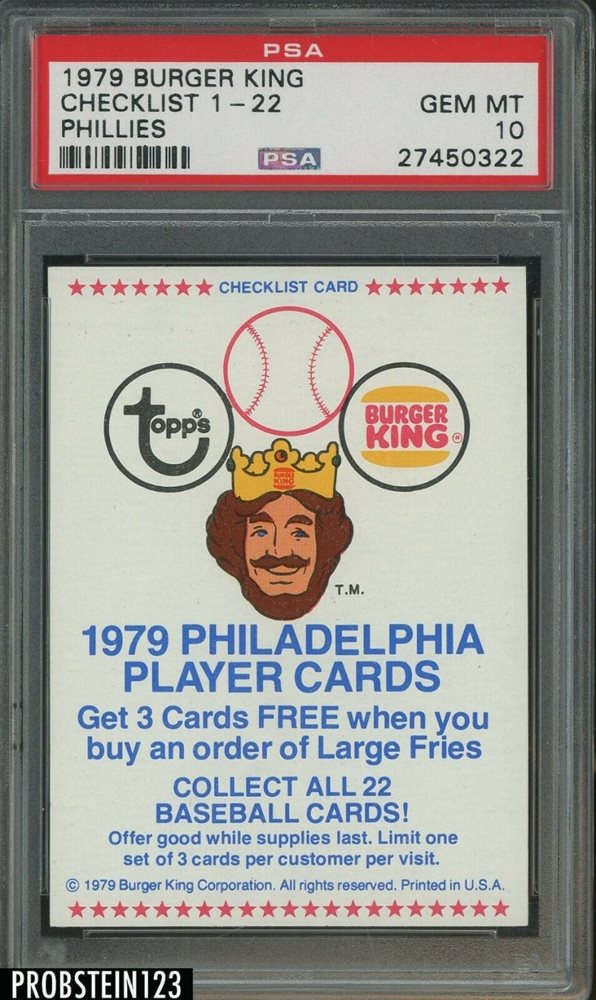 PSA
1979 BURGER KING
CHECKLIST 1-22 GEM MT
PHILLIES 10
PSA 27450322
CHECKLIST CARD
Topps®
BURGER KING®
BURGER KING
T.M.
1979 PHILADELPHIA
PLAYER CARDS
Get 3 Cards FREE when you
buy an order of Large Fries
COLLECT ALL 22
BASEBALL CARDS!
Offer good while supplies last. Limit one
set of 3 cards per customer per visit.
© 1979 Burger King Corporation. All rights reserved. Printed in U.S.A.
PROBSTEIN123